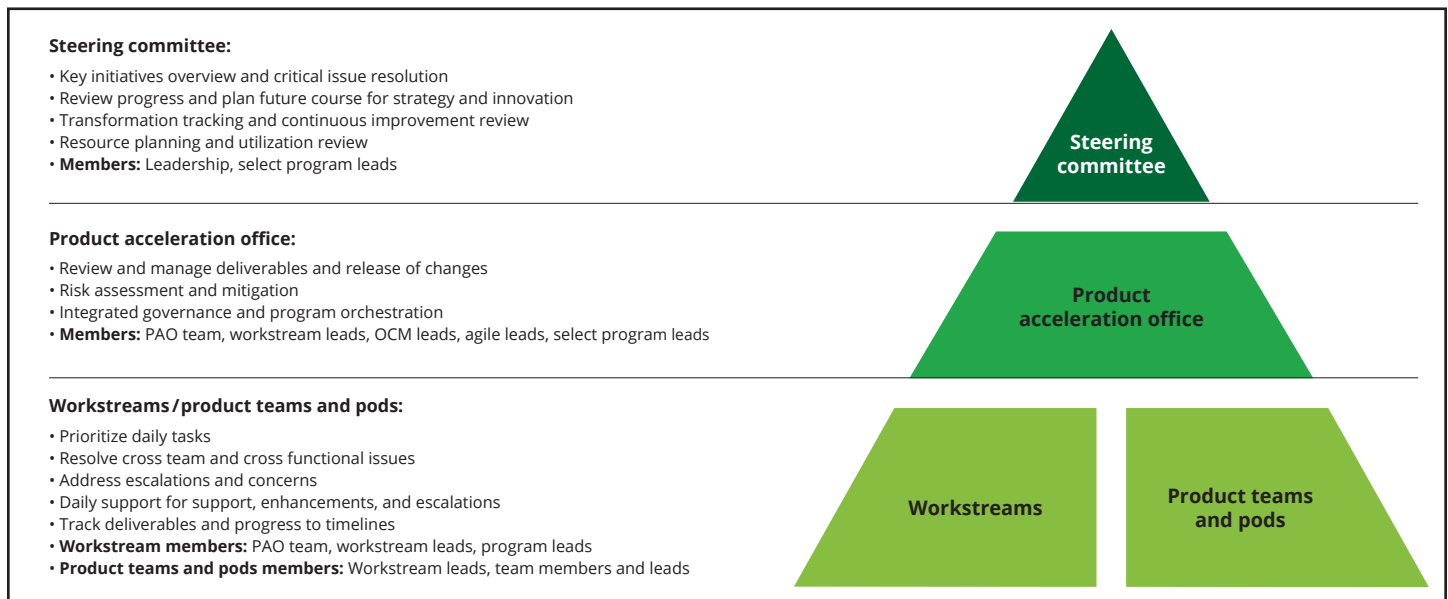 Steering committee:
• Key initiatives overview and critical issue resolution
• Review progress and plan future course for strategy and innovation
• Transformation tracking and continuous improvement review
• Resource planning and utilization review
• Members: Leadership, select program leads
Steering
committee
Product acceleration office:
• Review and manage deliverables and release of changes
• Risk assessment and mitigation
• Integrated governance and program orchestration
• Members: PAO team, workstream leads, OCM leads, agile leads, select program leads
Product
acceleration office
Workstreams/product teams and pods:
• Prioritize daily tasks
• Resolve cross team and cross functional issues
• Address escalations and concerns
• Daily support for support, enhancements, and escalations
• Track deliverables and progress to timelines
• Workstream members: PAO team, workstream leads, program leads
• Product teams and pods members: Workstream leads, team members and leads
Workstreams
Product teams
and pods